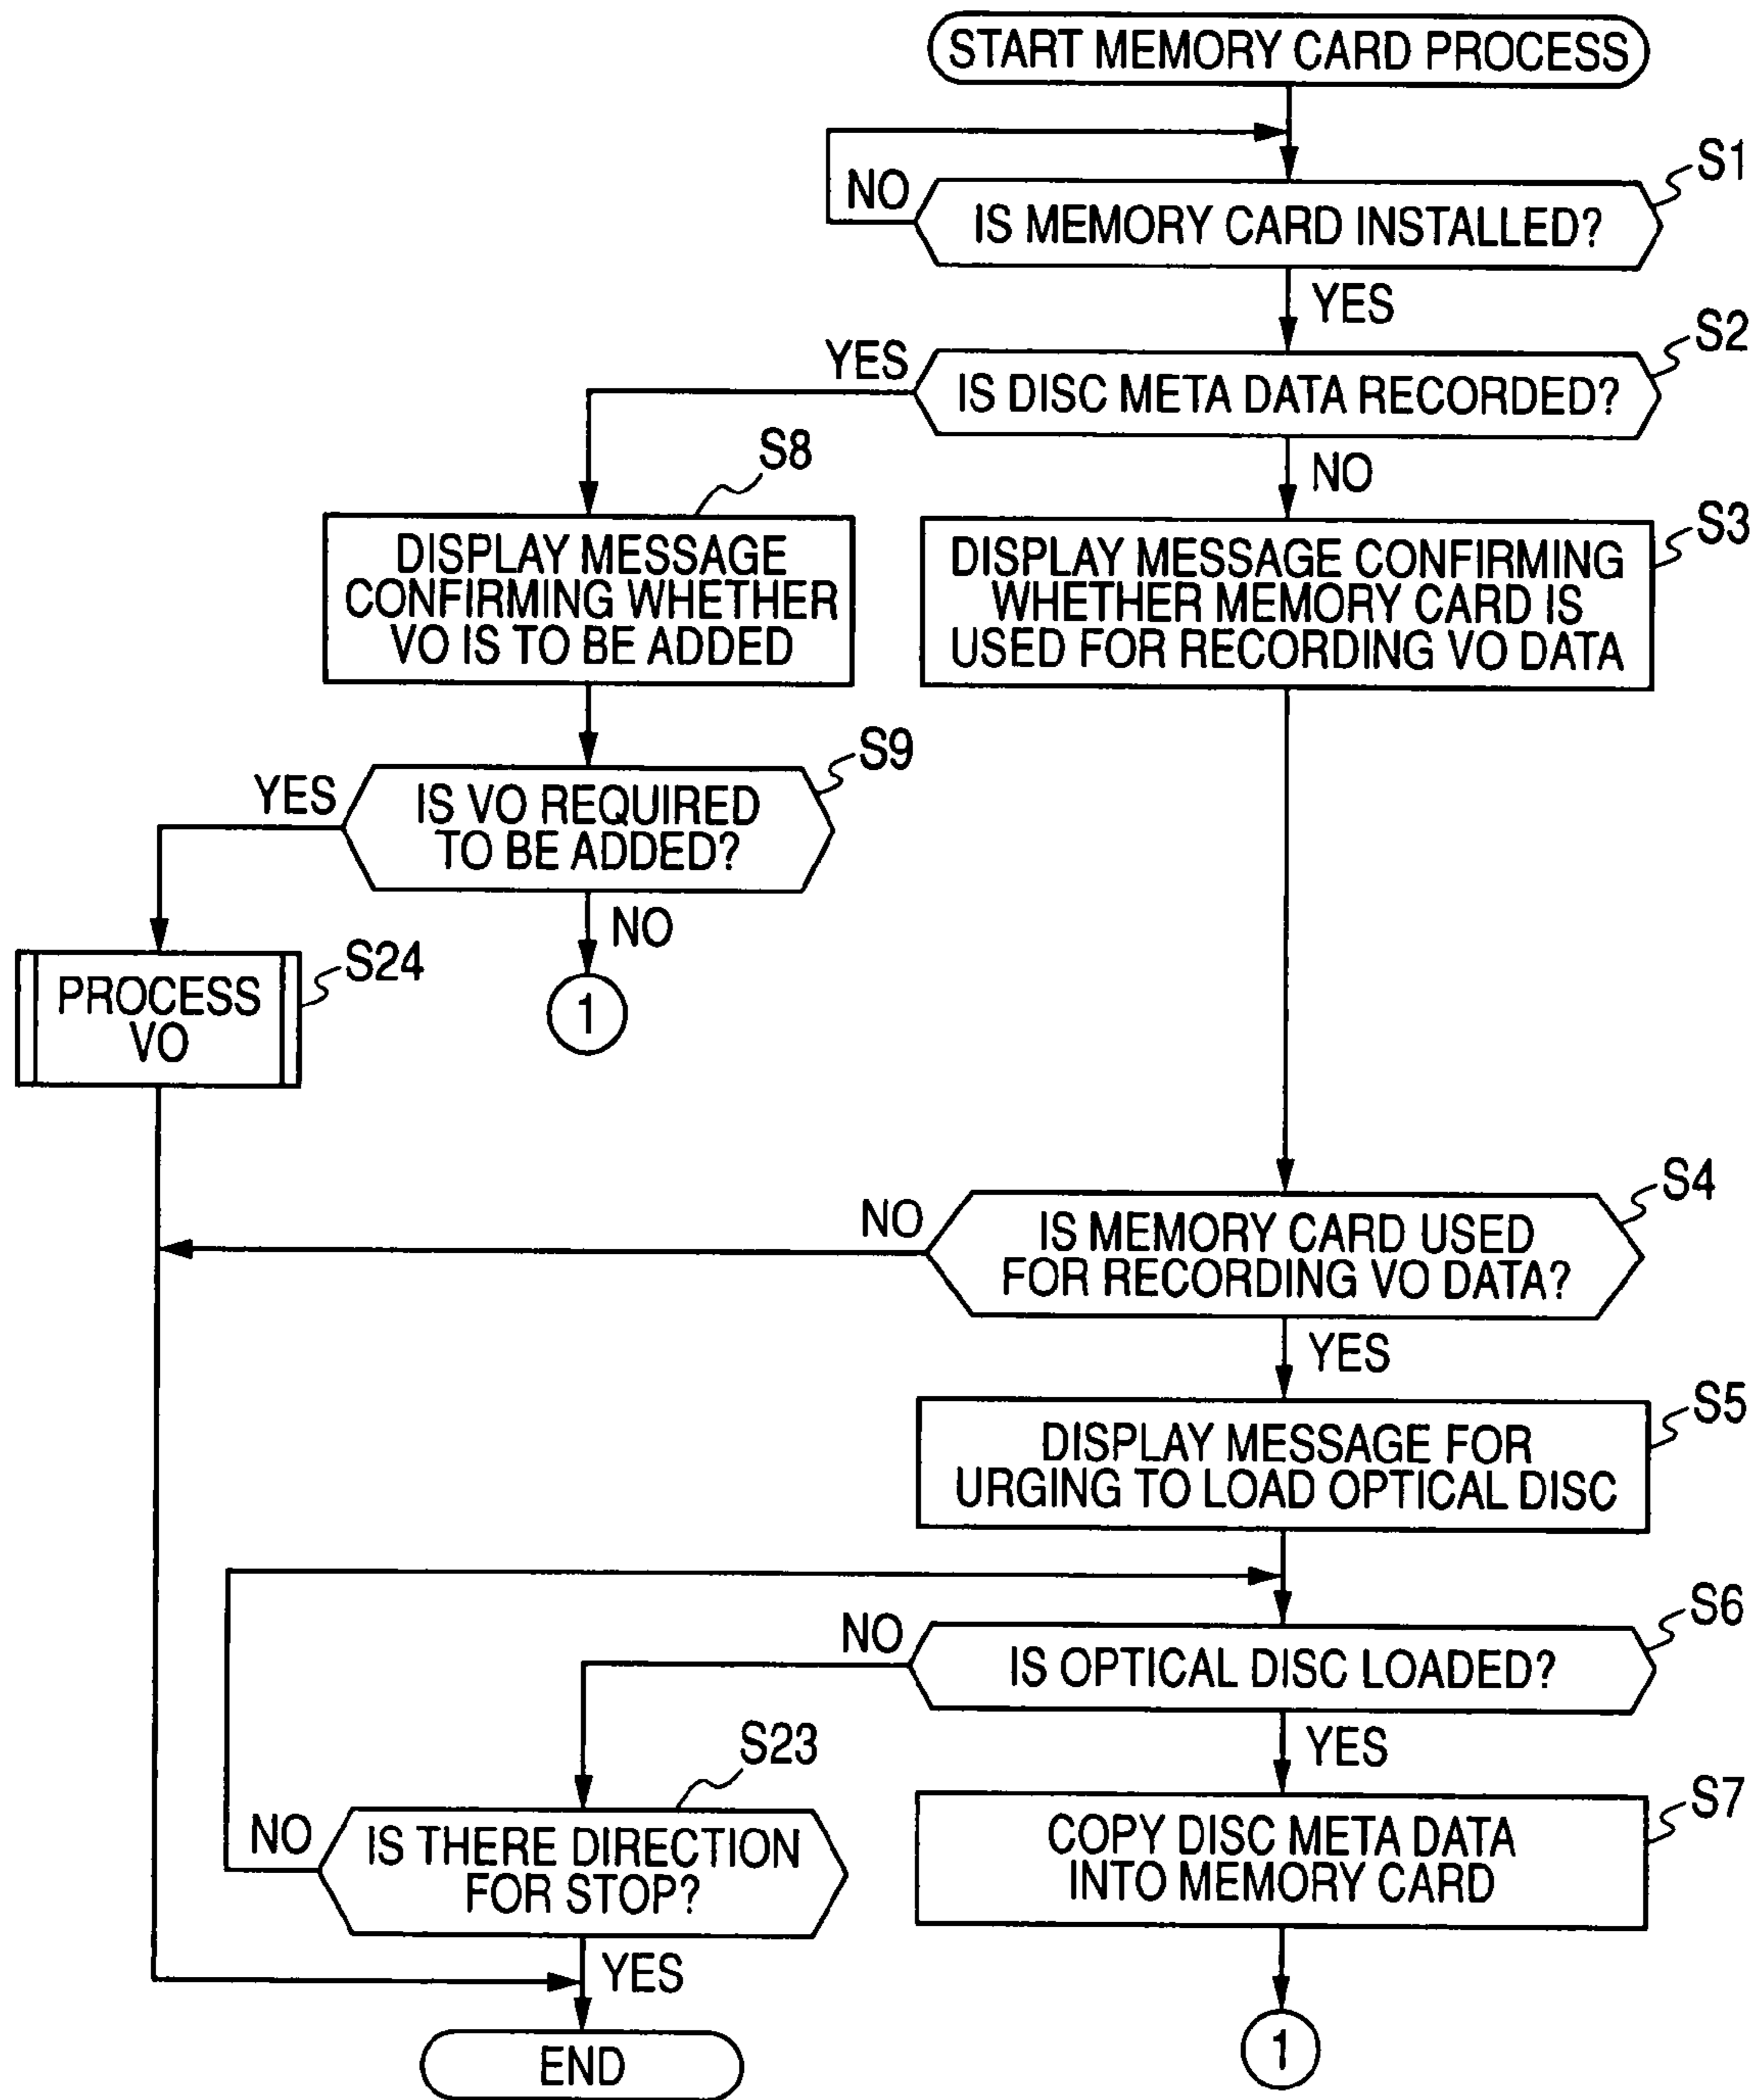 START MEMORY CARD PROCESS
S1
NO
IS MEMORY CARD INSTALLED?
YES
S2
YES
IS DISC META DATA RECORDED?
NO
S8
S3
DISPLAY MESSAGE
CONFIRMING WHETHER
VO IS TO BE ADDED
DISPLAY MESSAGE CONFIRMING
WHETHER MEMORY CARD IS
USED FOR RECORDING VO DATA
S9
YES
IS VO REQUIRED
TO BE ADDED?
NO
S24
PROCESS
VO
1
S4
NO
IS MEMORY CARD USED
FOR RECORDING VO DATA?
YES
S5
DISPLAY MESSAGE FOR
URGING TO LOAD OPTICAL DISC
S6
NO
IS OPTICAL DISC LOADED?
YES
S23
S7
NO
IS THERE DIRECTION
FOR STOP?
COPY DISC META DATA
INTO MEMORY CARD
YES
END
1